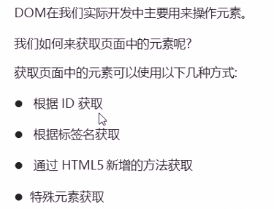 DOM在我们实际开发中主要用来操作元素。
我们如何来获取页面中的元素呢?
获取页面中的元素可以使用以下几种方式:
● 根据 ID 获取
● 根据标签名获取
● 通过 HTML5 新增的方法获取
● 特殊元素获取